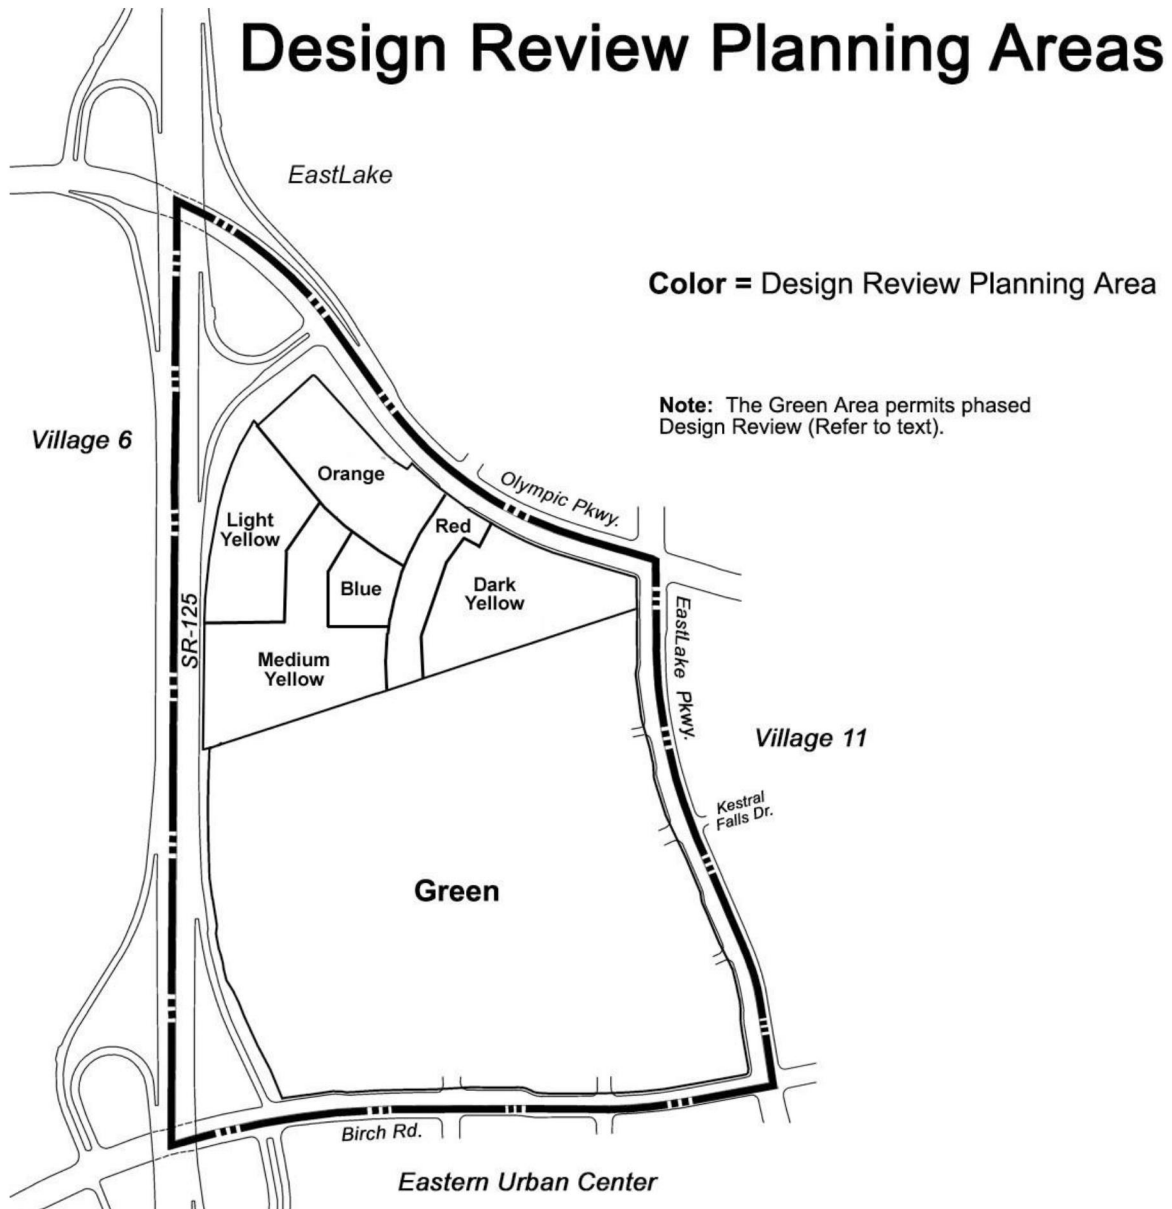 Design Review Planning Areas
EastLake
Color = Design Review Planning Area
Note: The Green Area permits phased
Design Review (Refer to text).
Village 6
Orange
Olympic Pkwy.
Light
Yellow
Red
Blue
Dark
Yellow
SR-125
EastLake Pkwy.
Medium
Yellow
Village 11
Kestral
Falls Dr.
Green
Birch Rd.
Eastern Urban Center